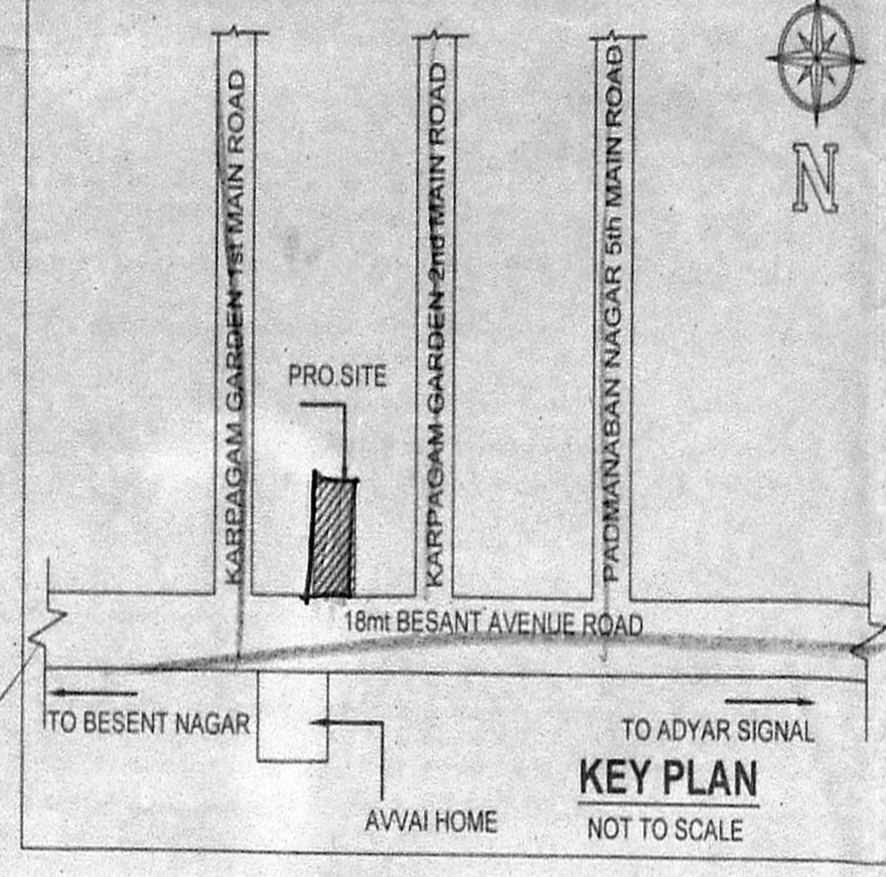 N
KARPAGAM GARDEN 1st MAIN ROAD
KARPAGAM GARDEN 2nd MAIN ROAD
PADMANABAN NAGAR 5th MAIN ROAD
PRO.SITE
18mt BESANT AVENUE ROAD
TO BESENT NAGAR
TO ADYAR SIGNAL
KEY PLAN
AVVAI HOME
NOT TO SCALE